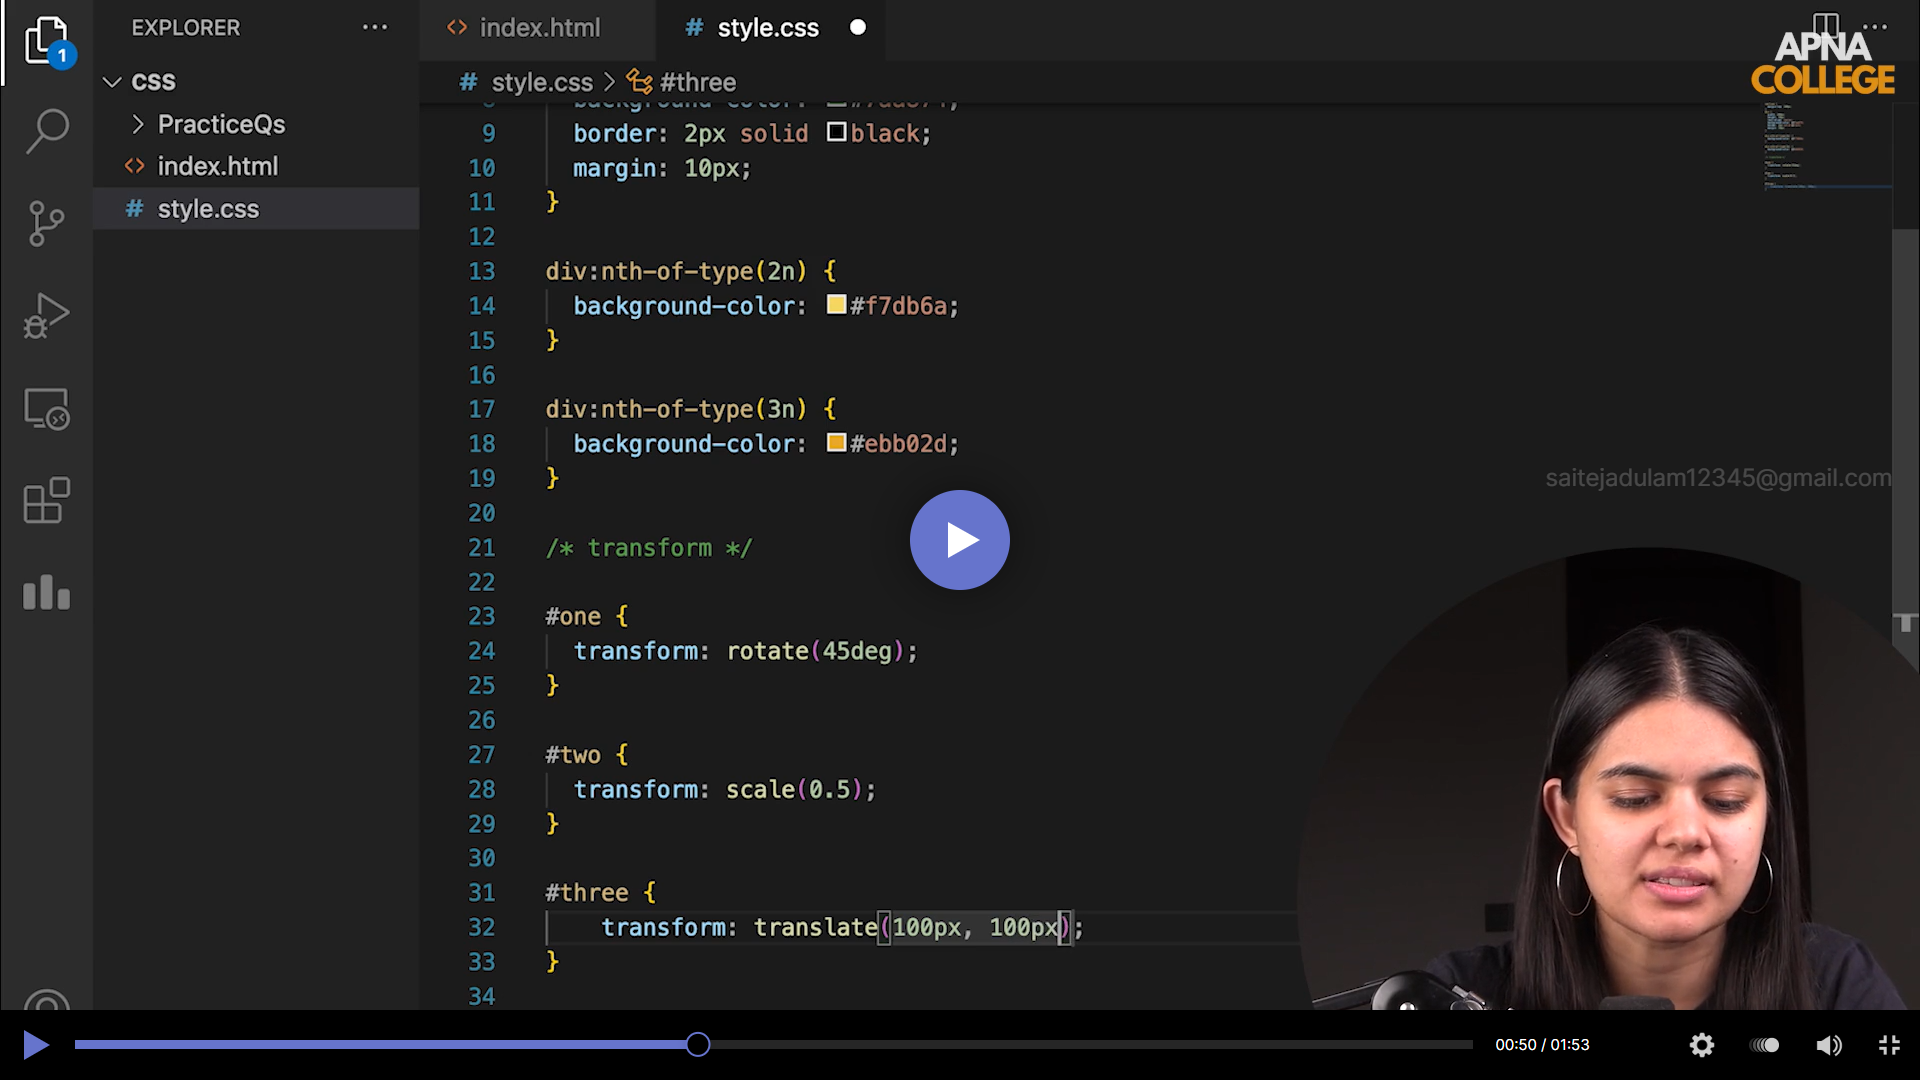 EXPLORER
index.html
style.css
APNA
COLLEGE
CSS
style.css > #three
PracticeQs
index.html
style.css
9 border: 2px solid black;
10 margin: 10px;
11 }
12
13 div:nth-of-type(2n) {
14 background-color: #f7db6a;
15 }
16
17 div:nth-of-type(3n) {
18 background-color: #ebb02d;
19 }
20
21 /* transform */
22
23 #one {
24 transform: rotate(45deg);
25 }
26
27 #two {
28 transform: scale(0.5);
29 }
30
31 #three {
32 transform: translate(100px, 100px);
33 }
34
saitejadulam12345@gmail.com
1
00:50 / 01:53